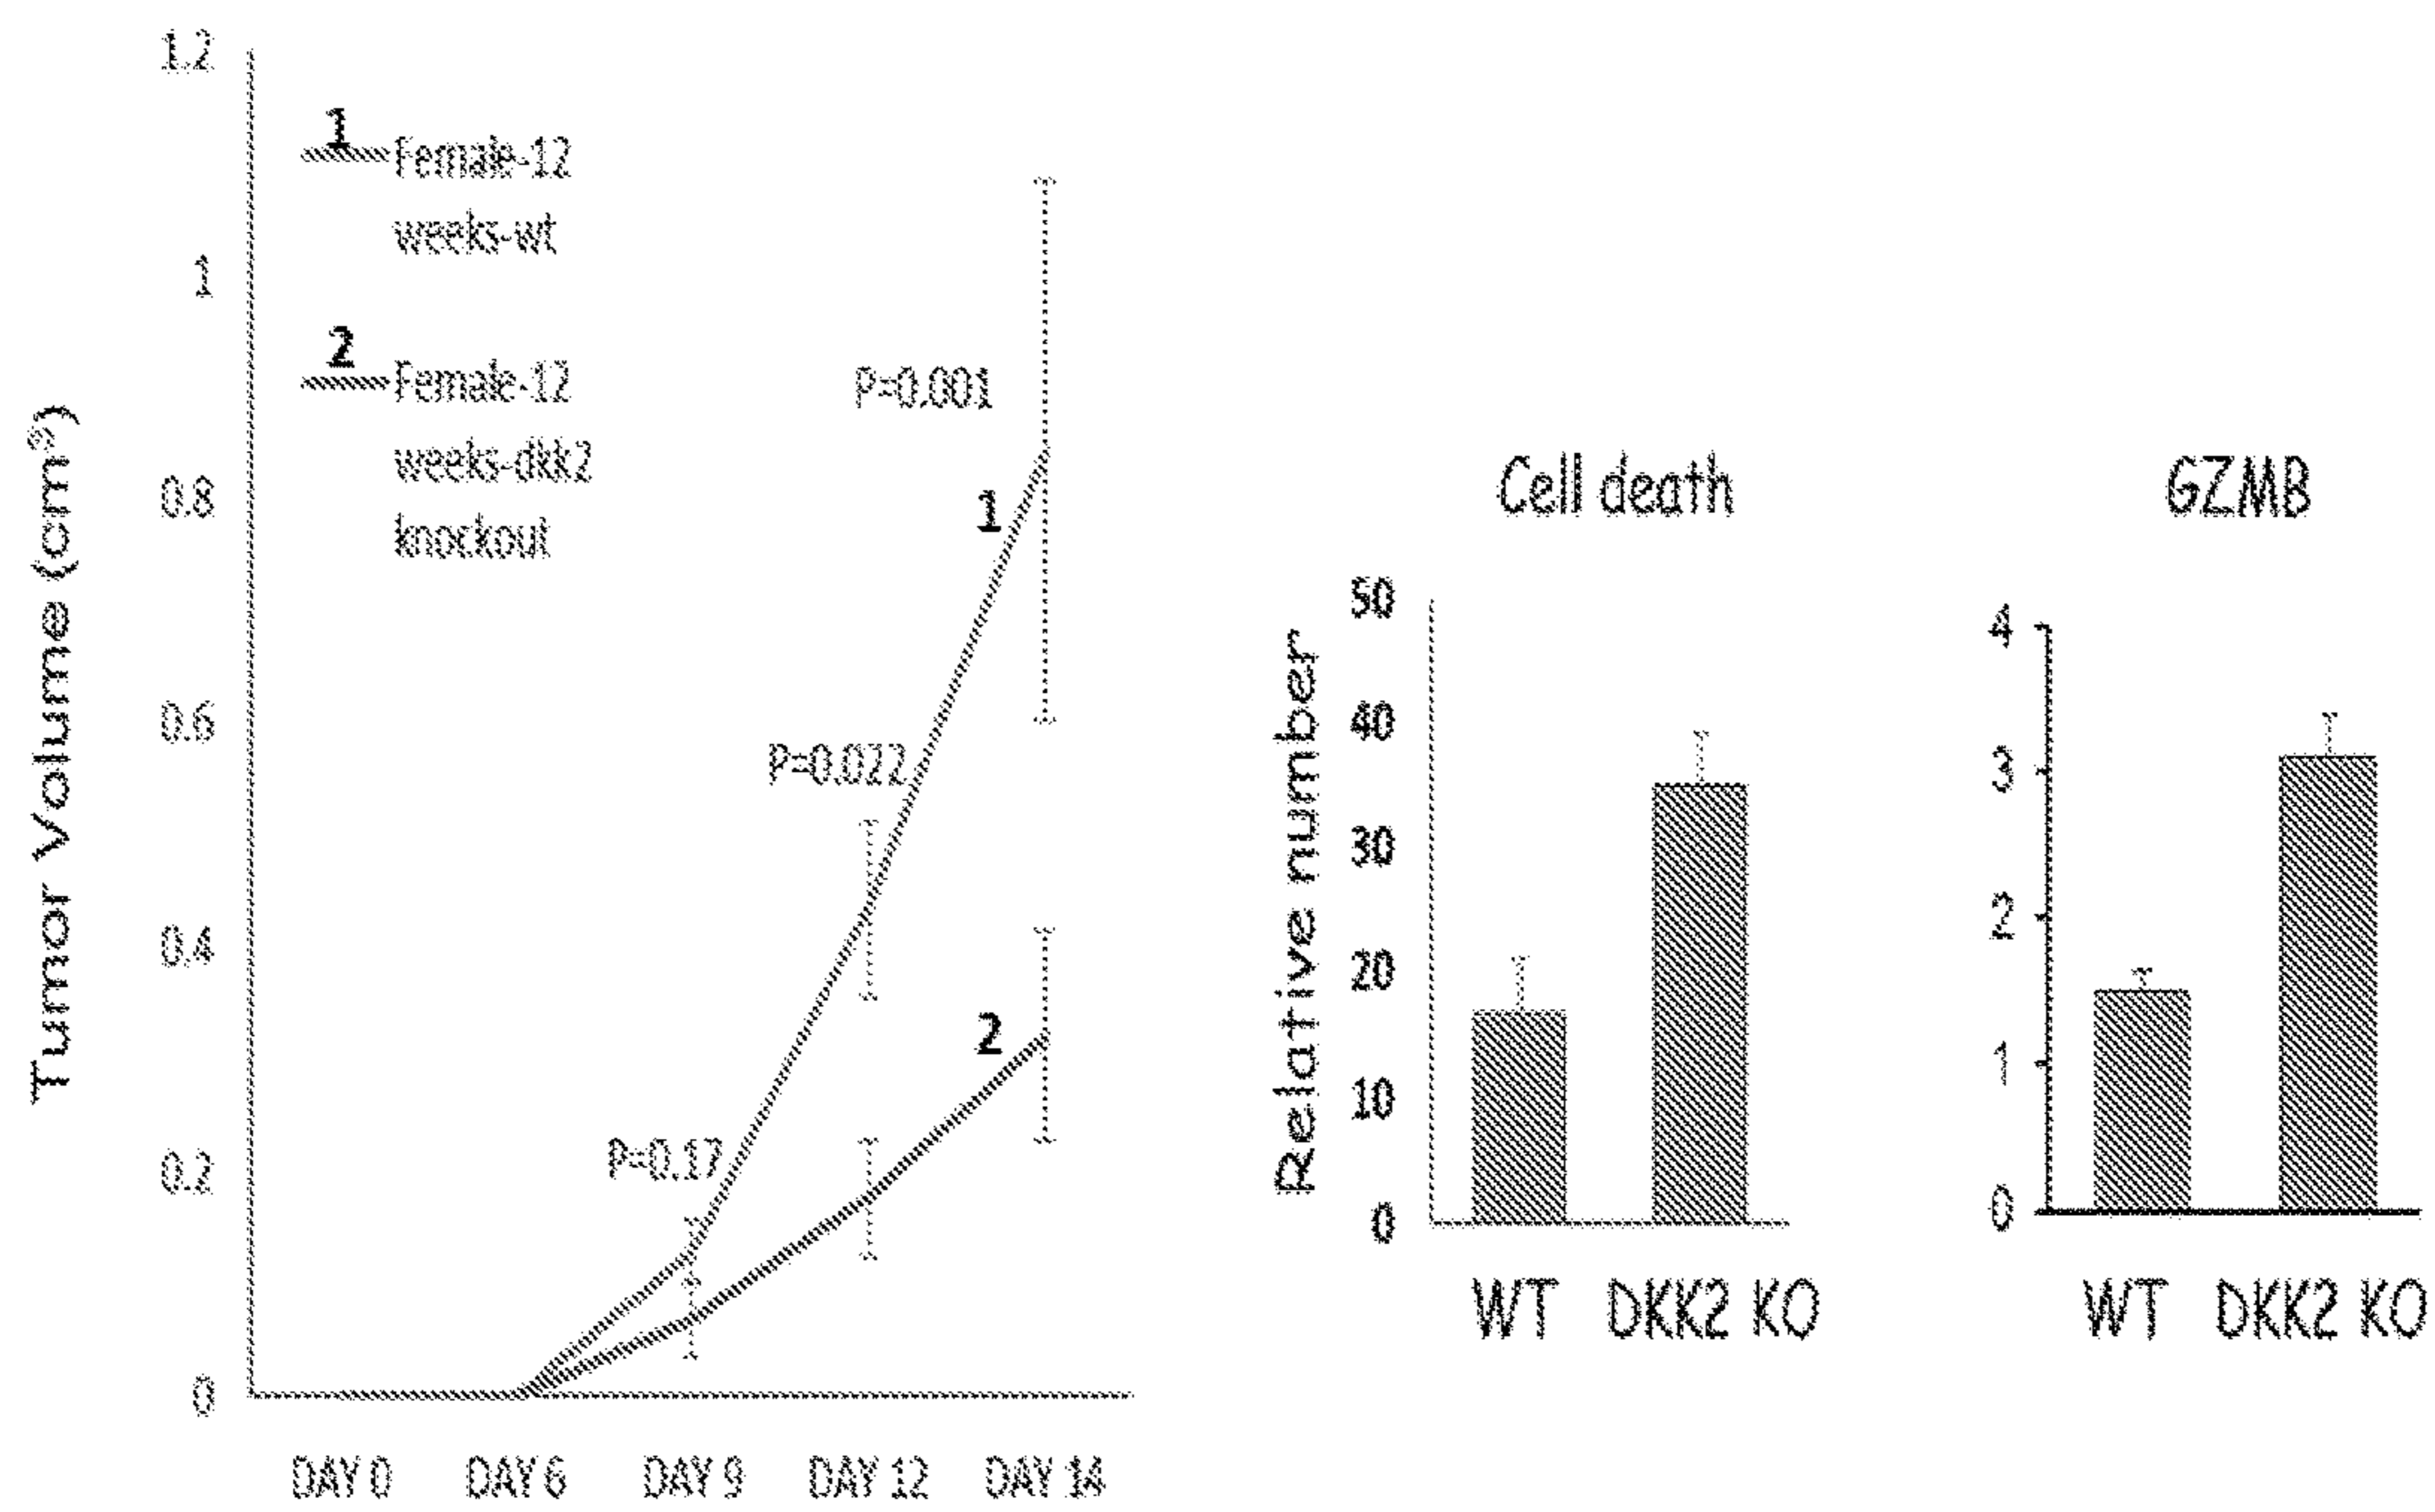 Tumor Volume (cm³)
1.2
1
0.8
0.6
0.4
0.2
0
1
Female-12
weeks-wt
2
Female-12
weeks-dkk2
knockout
P=0.001
P=0.022
P=0.17
1
2
DAY 0 DAY 6 DAY 9 DAY 12 DAY 14
Cell death
Relative number
50
40
30
20
10
0
WT DKK2 KO
GZMB
4
3
2
1
0
WT DKK2 KO